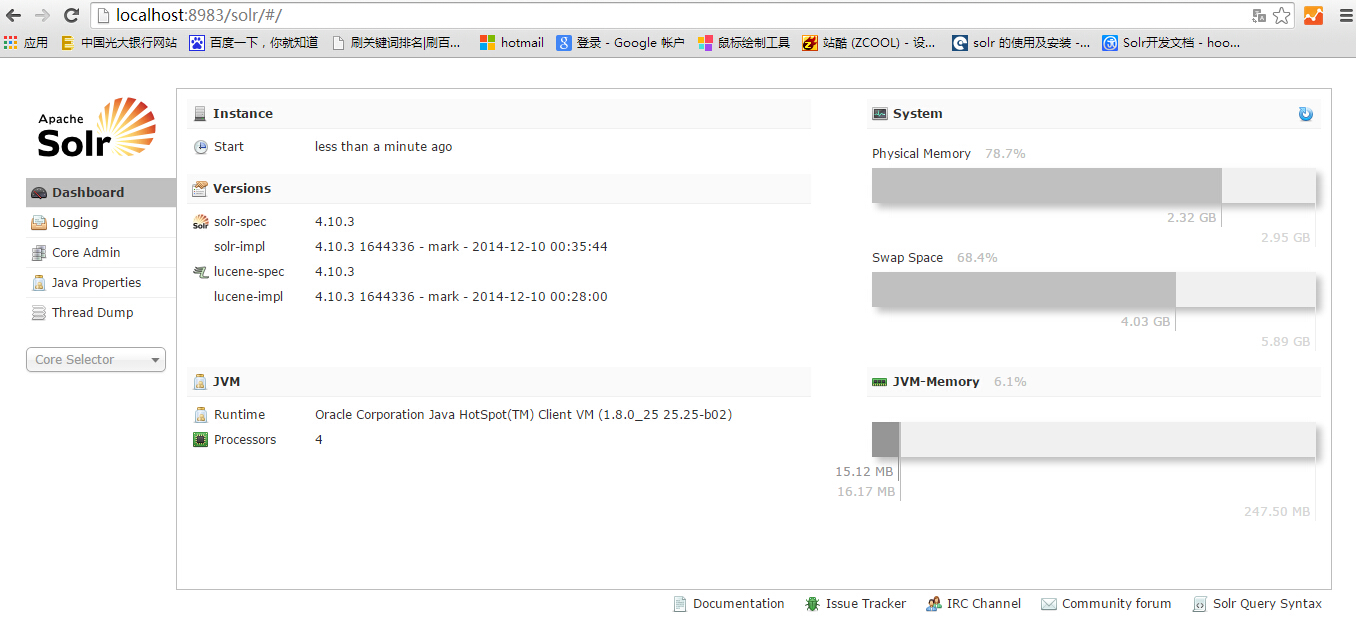 localhost:8983/solr/#/
应用 中国光大银行网站 百度一下，你就知道 刷关键词排名|刷百... hotmail 登录 - Google 帐户 鼠标绘制工具 站酷 (ZCOOL) - 设... solr 的使用及安装 -... Solr开发文档 - hoo...
Apache
Solr
Dashboard
Logging
Core Admin
Java Properties
Thread Dump
Core Selector
Instance
Start less than a minute ago
Versions
solr-spec 4.10.3
solr-impl 4.10.3 1644336 - mark - 2014-12-10 00:35:44
lucene-spec 4.10.3
lucene-impl 4.10.3 1644336 - mark - 2014-12-10 00:28:00
JVM
Runtime Oracle Corporation Java HotSpot(TM) Client VM (1.8.0_25 25.25-b02)
Processors 4
System
Physical Memory 78.7%
2.32 GB
2.95 GB
Swap Space 68.4%
4.03 GB
5.89 GB
JVM-Memory 6.1%
15.12 MB
16.17 MB
247.50 MB
Documentation Issue Tracker IRC Channel Community forum Solr Query Syntax